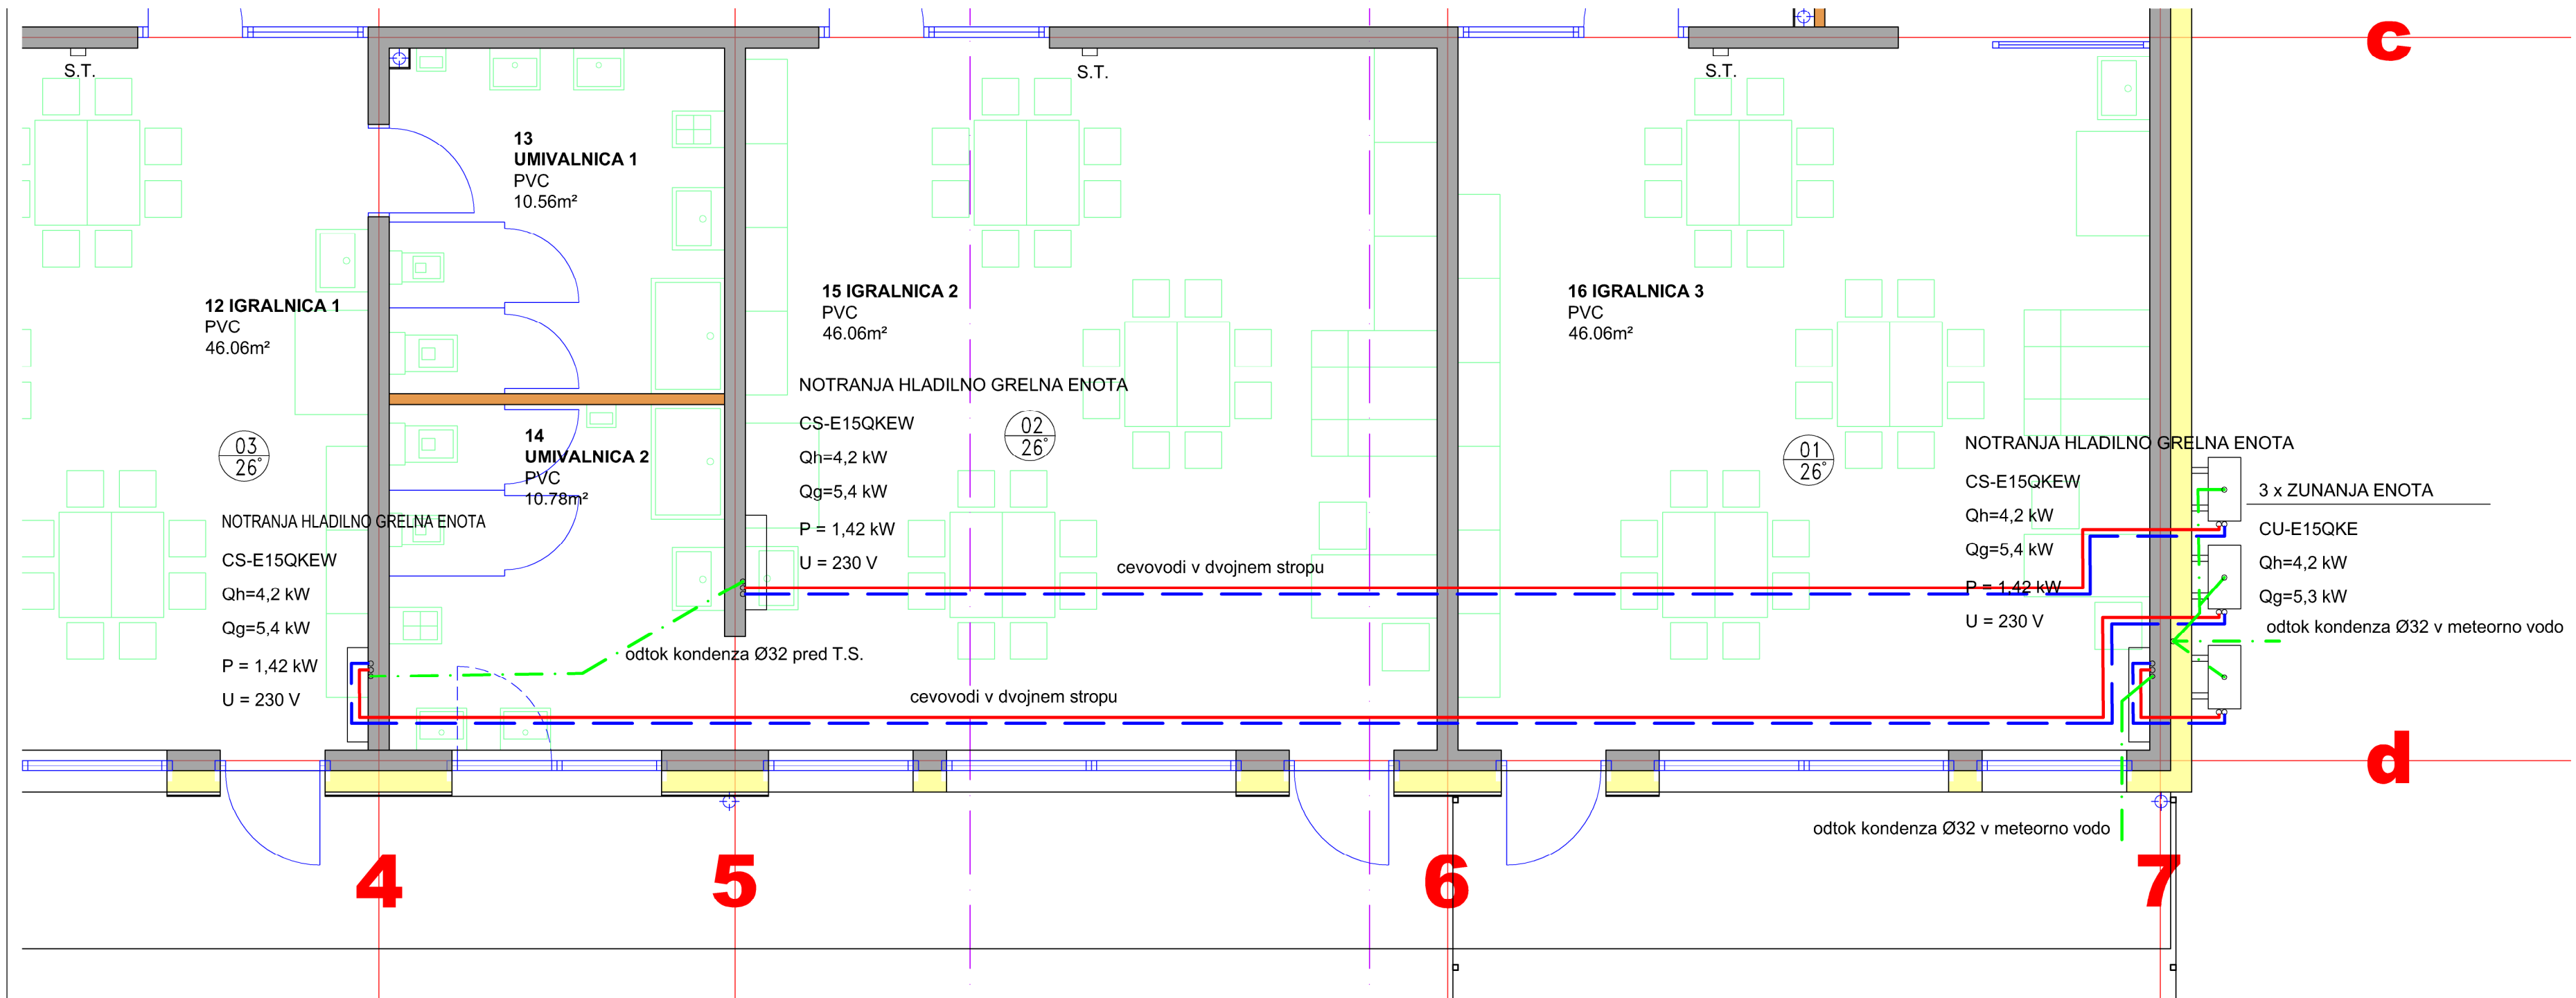 c
S.T.
S.T.
S.T.
13
UMIVALNICA 1
PVC
10.56m²
12 IGRALNICA 1
PVC
46.06m²
15 IGRALNICA 2
PVC
46.06m²
16 IGRALNICA 3
PVC
46.06m²
14
UMIVALNICA 2
PVC
10.78m²
03
26°
NOTRANJA HLADILNO GRELNA ENOTA
CS-E15QKEW
Qh=4,2 kW
Qg=5,4 kW
P = 1,42 kW
U = 230 V
NOTRANJA HLADILNO GRELNA ENOTA
CS-E15QKEW
Qh=4,2 kW
Qg=5,4 kW
P = 1,42 kW
U = 230 V
02
26°
01
26°
NOTRANJA HLADILNO GRELNA ENOTA
CS-E15QKEW
Qh=4,2 kW
Qg=5,4 kW
P = 1,42 kW
U = 230 V
3 x ZUNANJA ENOTA
CU-E15QKE
Qh=4,2 kW
Qg=5,3 kW
odtok kondenza Ø32 v meteorno vodo
cevovodi v dvojnem stropu
odtok kondenza Ø32 pred T.S.
cevovodi v dvojnem stropu
d
odtok kondenza Ø32 v meteorno vodo
4
5
6
7